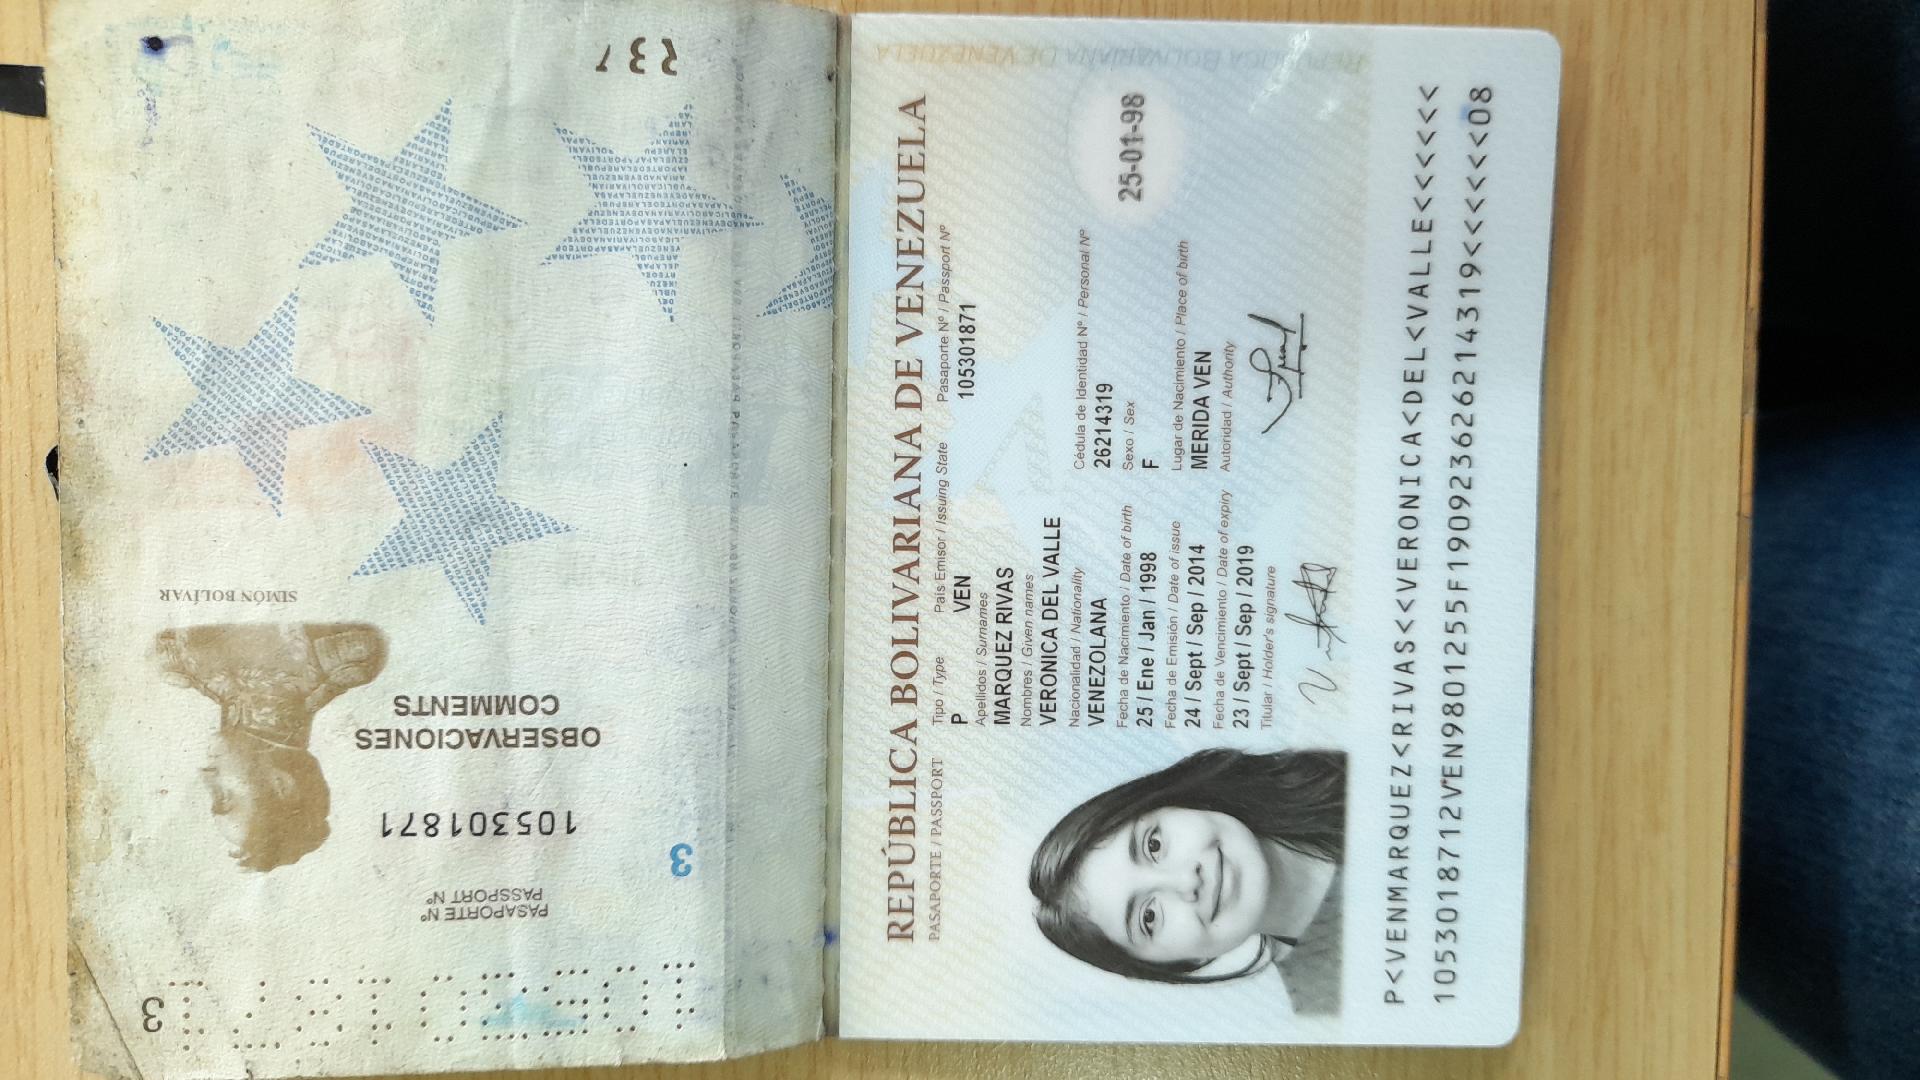 REPÚBLICA BOLIVARIANA DE VENEZUELA
PASAPORTE / PASSPORT
Tipo / Type País Emisor / Issuing State Pasaporte Nº / Passport Nº
P VEN 105301871
Apellidos / Surnames
MARQUEZ RIVAS
Nombres / Given names
VERONICA DEL VALLE
Nacionalidad / Nationality Cédula de Identidad Nº / Personal Nº
VENEZOLANA 26214319
Fecha de Nacimiento / Date of birth Sexo / Sex
25 / Ene / Jan / 1998 F
25-01-98
Fecha de Emisión / Date of issue Lugar de Nacimiento / Place of birth
24 / Sept / Sep / 2014 MERIDA VEN
Fecha de Vencimiento / Date of expiry Autoridad / Authority
23 / Sept / Sep / 2019
Titular / Holder's signature
P<VENMARQUEZ<RIVAS<<VERONICA<DEL<VALLE<<<<<<
1053018712VEN9801255F190923626214319<<<<<<08
REPÚBLICA BOLIVARIANA DE VENEZUELA
SIMÓN BOLÍVAR
OBSERVACIONES
COMMENTS
105301871
PASAPORTE Nº
PASSPORT Nº
3
3
105301871
237